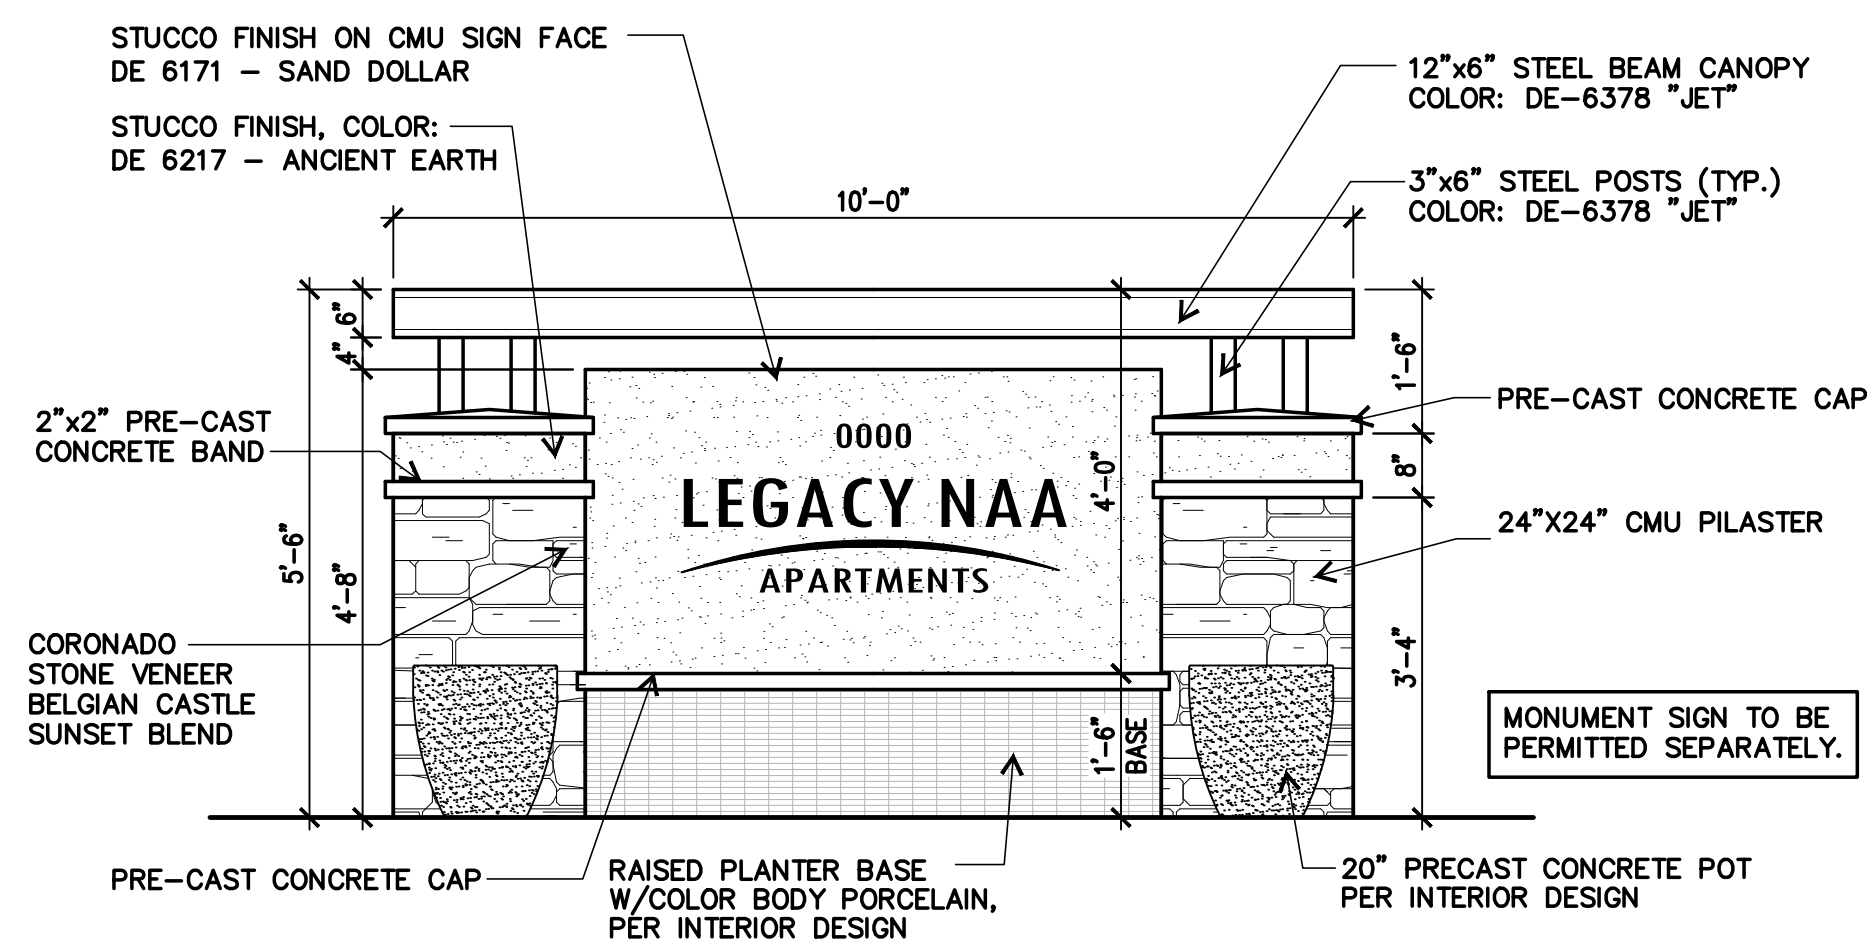 STUCCO FINISH ON CMU SIGN FACE
DE 6171 – SAND DOLLAR
STUCCO FINISH, COLOR:
DE 6217 – ANCIENT EARTH
12"x6" STEEL BEAM CANOPY
COLOR: DE–6378 "JET"
3"x6" STEEL POSTS (TYP.)
COLOR: DE–6378 "JET"
10'–0"
6"
4"
5'–6"
4'–8"
2"x2" PRE–CAST
CONCRETE BAND
0000
LEGACY NAA
APARTMENTS
4'–0"
1'–6"
BASE
1'–6"
8"
3'–4"
PRE–CAST CONCRETE CAP
24"X24" CMU PILASTER
CORONADO
STONE VENEER
BELGIAN CASTLE
SUNSET BLEND
MONUMENT SIGN TO BE
PERMITTED SEPARATELY.
PRE–CAST CONCRETE CAP
RAISED PLANTER BASE
W/COLOR BODY PORCELAIN,
PER INTERIOR DESIGN
20" PRECAST CONCRETE POT
PER INTERIOR DESIGN